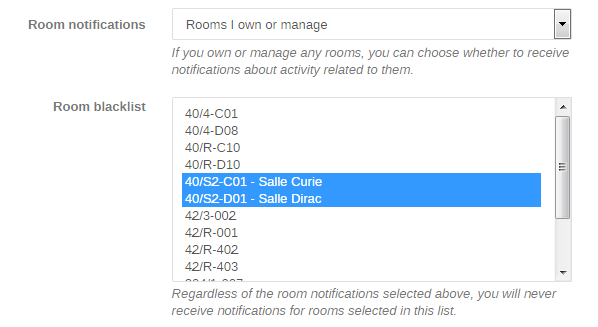 Room notifications
Rooms I own or manage
If you own or manage any rooms, you can choose whether to receive
notifications about activity related to them.
Room blacklist
40/4-C01
40/4-D08
40/R-C10
40/R-D10
40/S2-C01 - Salle Curie
40/S2-D01 - Salle Dirac
42/3-002
42/R-001
42/R-402
42/R-403
Regardless of the room notifications selected above, you will never
receive notifications for rooms selected in this list.